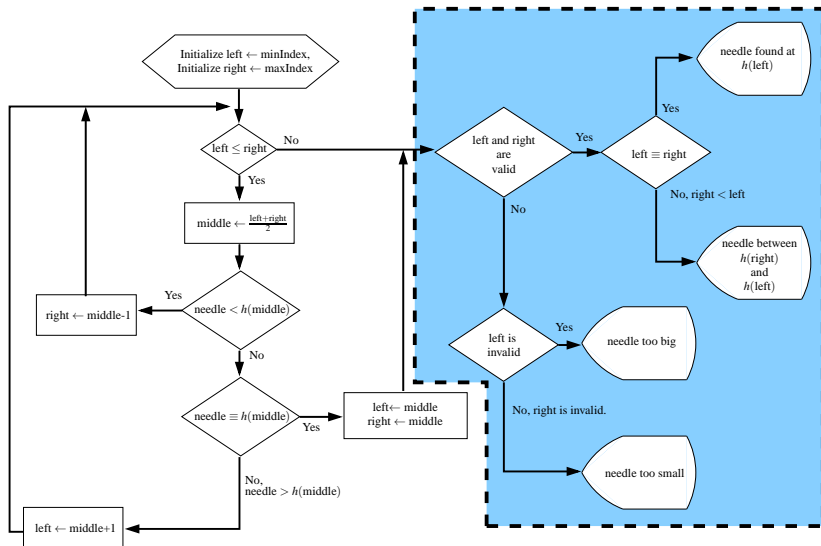 Initialize left ← minIndex,
Initialize right ← maxIndex
left ≤ right
No
Yes
middle ← left+right
2
needle < h(middle)
Yes
right ← middle-1
No
needle ≡ h(middle)
Yes
left← middle
right ← middle
No,
needle > h(middle)
left ← middle+1
left and right
are
valid
Yes
left ≡ right
Yes
needle found at
h(left)
No, right < left
needle between
h(right)
and
h(left)
No
left is
invalid
Yes
needle too big
No, right is invalid.
needle too small